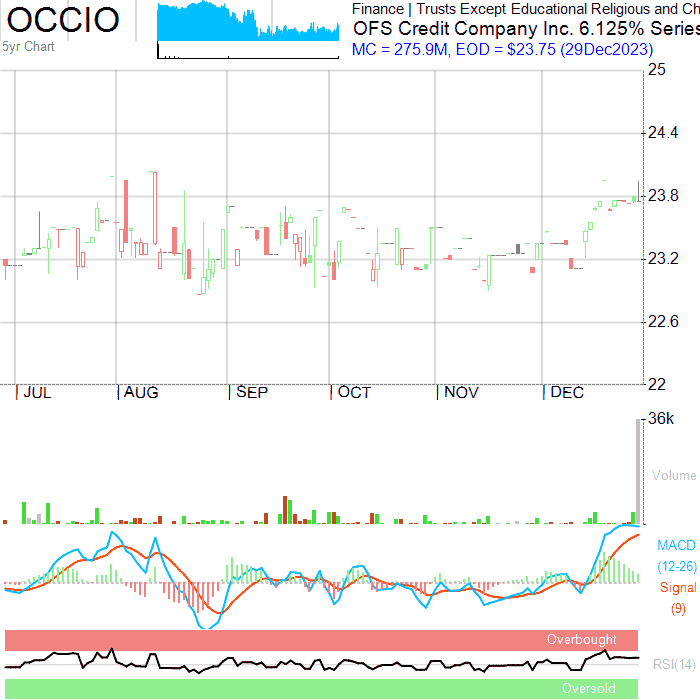 OCCIO
5yr Chart
Finance | Trusts Except Educational Religious and Ch
OFS Credit Company Inc. 6.125% Series
MC = 275.9M, EOD = $23.75 (29Dec2023)
25
24.4
23.8
23.2
22.6
22
JUL AUG SEP OCT NOV DEC
36k
Volume
MACD
(12-26)
Signal
(9)
Overbought
RSI(14)
Oversold